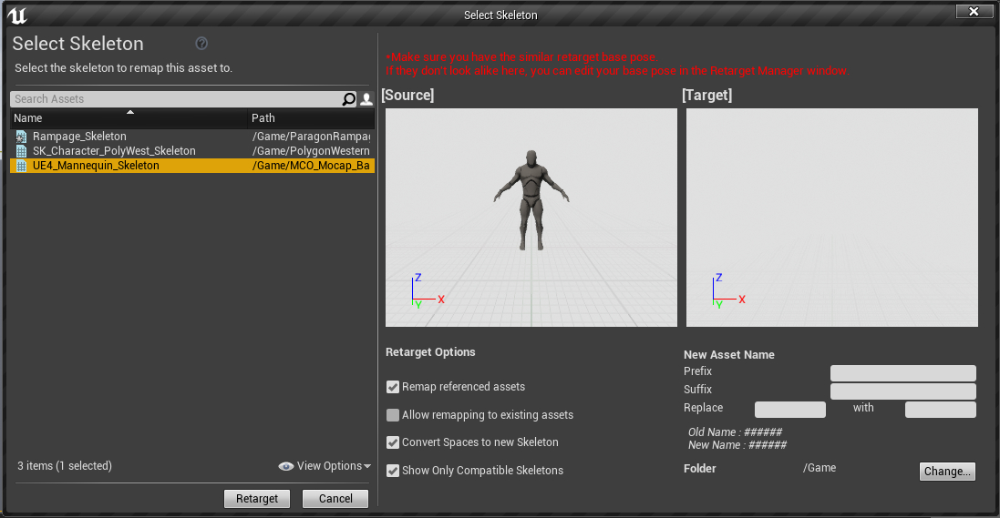 Select Skeleton
Select Skeleton
Select the skeleton to remap this asset to.
Search Assets
Name Path
Rampage_Skeleton /Game/ParagonRampa
SK_Character_PolyWest_Skeleton /Game/PolygonWestern
UE4_Mannequin_Skeleton /Game/MCO_Mocap_Ba
3 items (1 selected) View Options
Retarget Cancel
*Make sure you have the similar retarget base pose.
If they don't look alike here, you can edit your base pose in the Retarget Manager window.
[Source] [Target]
Z X Y
Z X Y
Retarget Options
Remap referenced assets
Allow remapping to existing assets
Convert Spaces to new Skeleton
Show Only Compatible Skeletons
New Asset Name
Prefix
Suffix
Replace with
Old Name : ######
New Name : ######
Folder /Game Change...